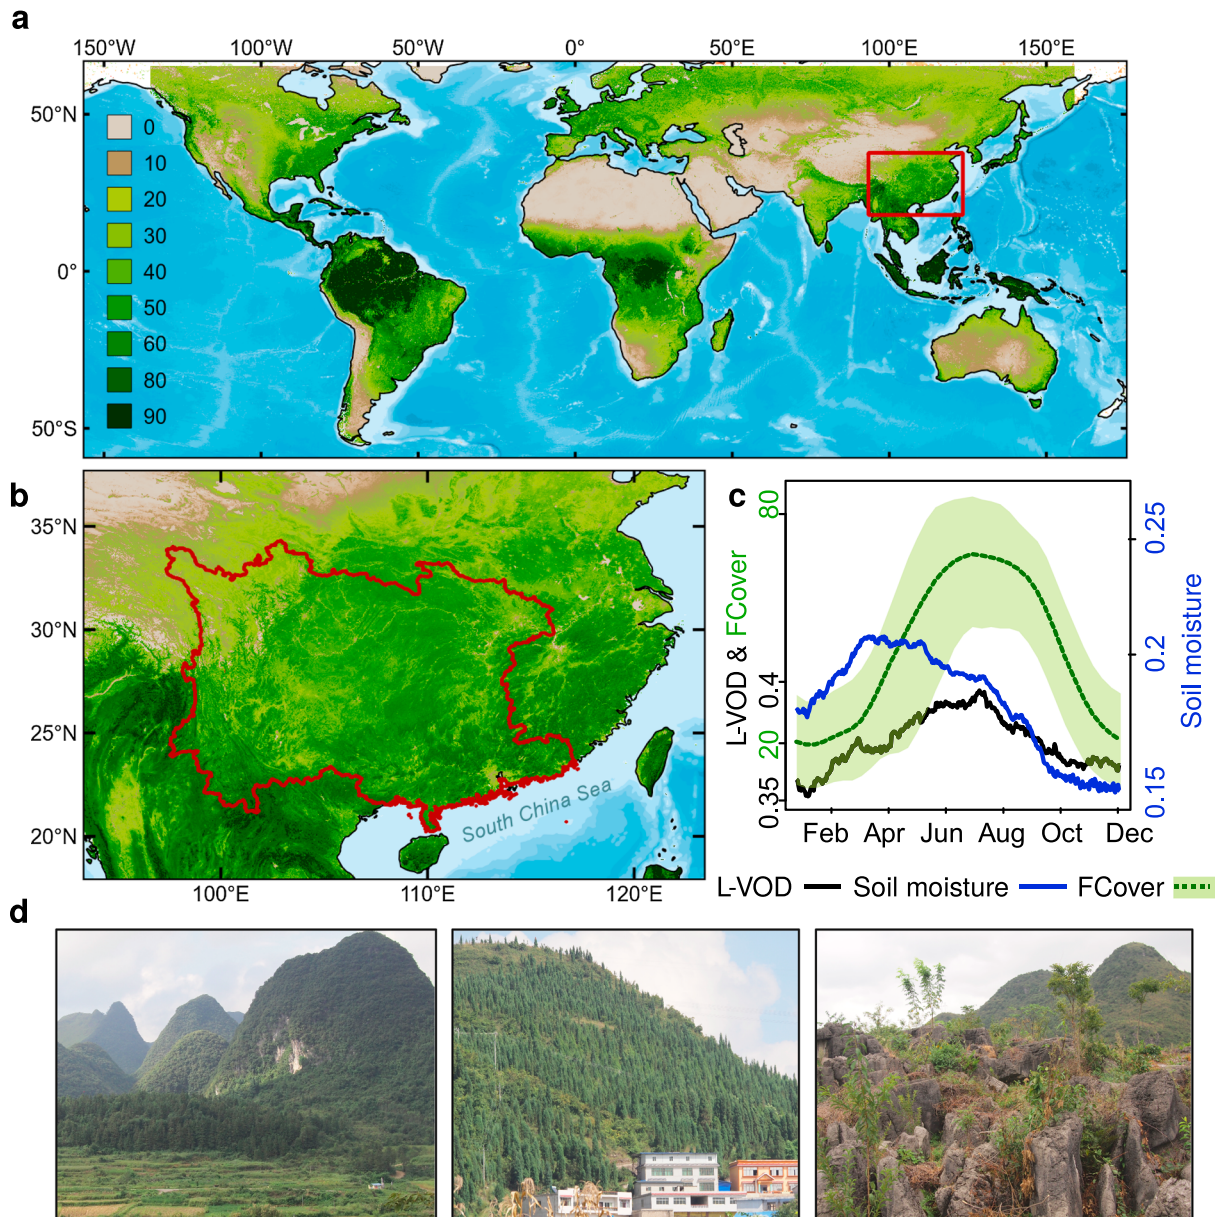 a
150°W 100°W 50°W 0° 50°E 100°E 150°E
50°N
0°
50°S
0
10
20
30
40
50
60
80
90
b
35°N
30°N
25°N
20°N
100°E 110°E 120°E
South China Sea
c
L-VOD & FCover
80
20
0.4
0.35
Soil moisture
0.25
0.2
0.15
Feb Apr Jun Aug Oct Dec
L-VOD Soil moisture FCover
d